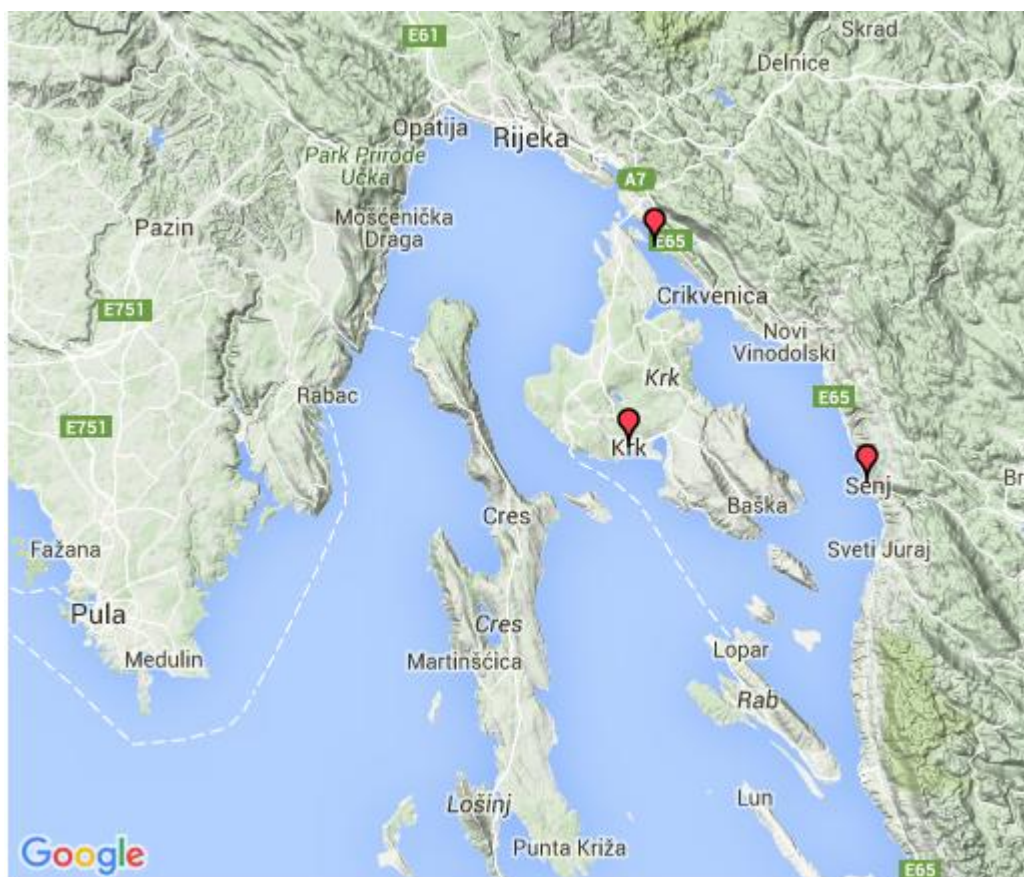 Skrad
E61
Delnice
Opatija
Rijeka
Park Prirode
Učka
A7
Pazin
Mošćenička
Draga
E65
Crikvenica
E751
Novi
Vinodolski
Krk
Rabac
E65
E751
Krk
Senj
Br
Baška
Cres
Fažana
Sveti Juraj
Pula
Cres
Lopar
Medulin
Martinšćica
Rab
Lošinj
Lun
Google
Punta Križa
E65